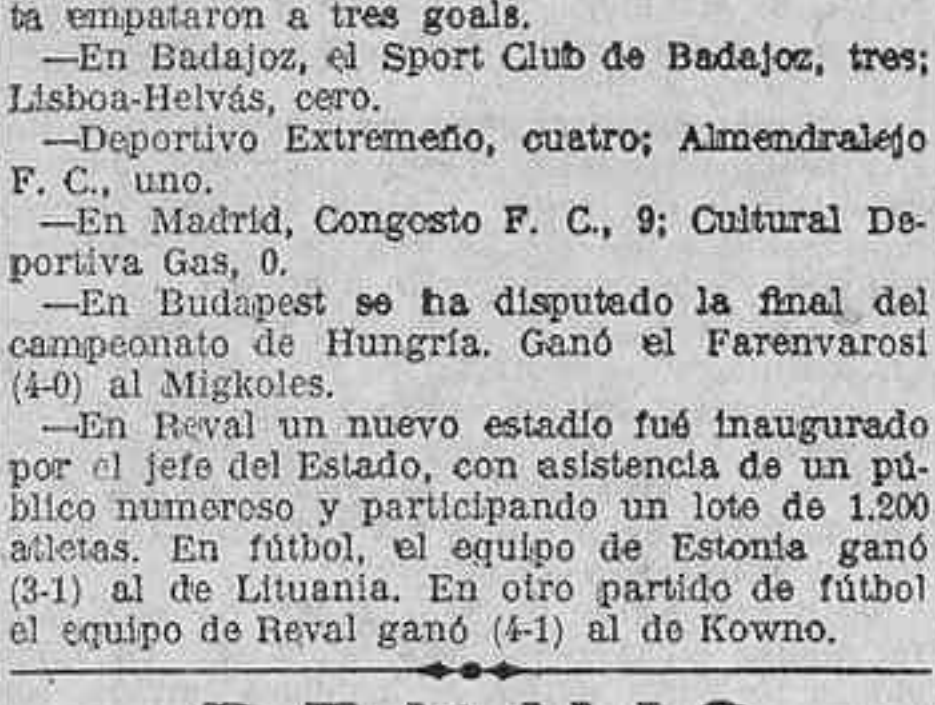 ta empataron a tres goals.
—En Badajoz, el Sport Club de Badajoz, tres;
Lisboa-Helvás, cero.
—Deportivo Extremeño, cuatro; Almendralejo
F. C., uno.
—En Madrid, Congosto F. C., 9; Cultural De-
portiva Gas, 0.
—En Budapest se ha disputado la final del
campeonato de Hungría. Ganó el Farenvarosi
(4-0) al Migkoles.
—En Reval un nuevo estadio fué inaugurado
por el jefe del Estado, con asistencia de un pú-
blico numeroso y participando un lote de 1.200
atletas. En fútbol, el equipo de Estonia ganó
(3-1) al de Lituania. En otro partido de fútbol
el equipo de Reval ganó (4-1) al de Kowno.